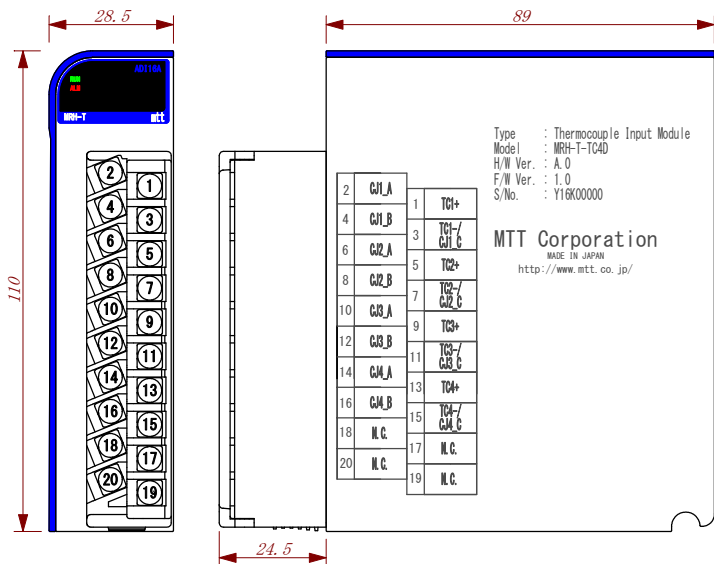 28.5
89
110
24.5
AD110A
RUN
ALM
MRH-T mtt
2
1
4
3
6
5
8
7
10
9
12
11
14
13
16
15
18
17
20
19
2 CJ1_A
4 CJ1_B
6 CJ2_A
8 CJ2_B
10 CJ3_A
12 CJ3_B
14 CJ4_A
16 CJ4_B
18 N.C.
20 N.C.
1 TC1+
3 TC1-/
CJ1_C
5 TC2+
7 TC2-/
CJ2_C
9 TC3+
11 TC3-/
CJ3_C
13 TC4+
15 TC4-/
CJ4_C
17 N.C.
19 N.C.
Type : Thermocouple Input Module
Model : MRH-T-TC4D
H/W Ver. : A.0
F/W Ver. : 1.0
S/No. : Y16K00000
MTT Corporation
MADE IN JAPAN
http://www.mtt.co.jp/